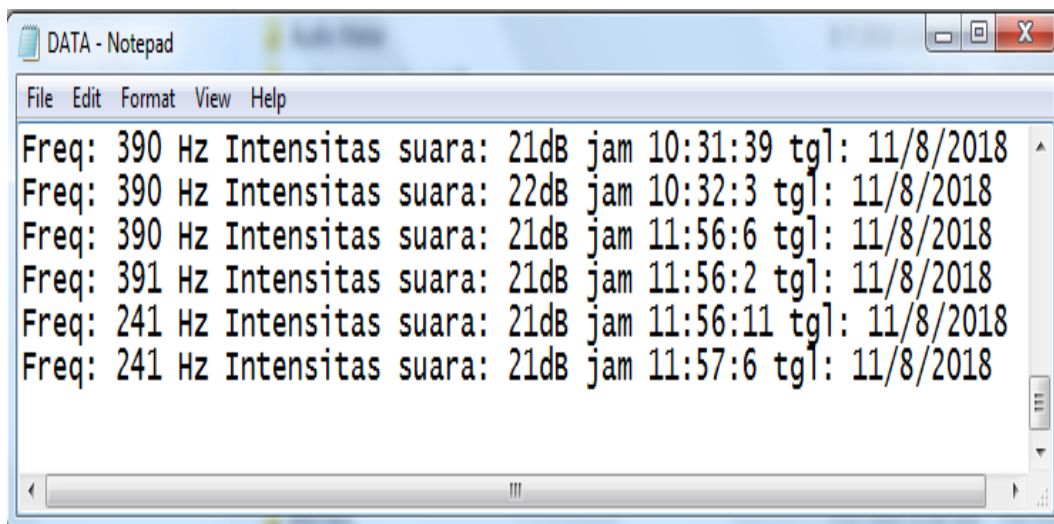 DATA - Notepad
File Edit Format View Help
Freq: 390 Hz Intensitas suara: 21dB jam 10:31:39 tgl: 11/8/2018
Freq: 390 Hz Intensitas suara: 22dB jam 10:32:3 tgl: 11/8/2018
Freq: 390 Hz Intensitas suara: 21dB jam 11:56:6 tgl: 11/8/2018
Freq: 391 Hz Intensitas suara: 21dB jam 11:56:2 tgl: 11/8/2018
Freq: 241 Hz Intensitas suara: 21dB jam 11:56:11 tgl: 11/8/2018
Freq: 241 Hz Intensitas suara: 21dB jam 11:57:6 tgl: 11/8/2018